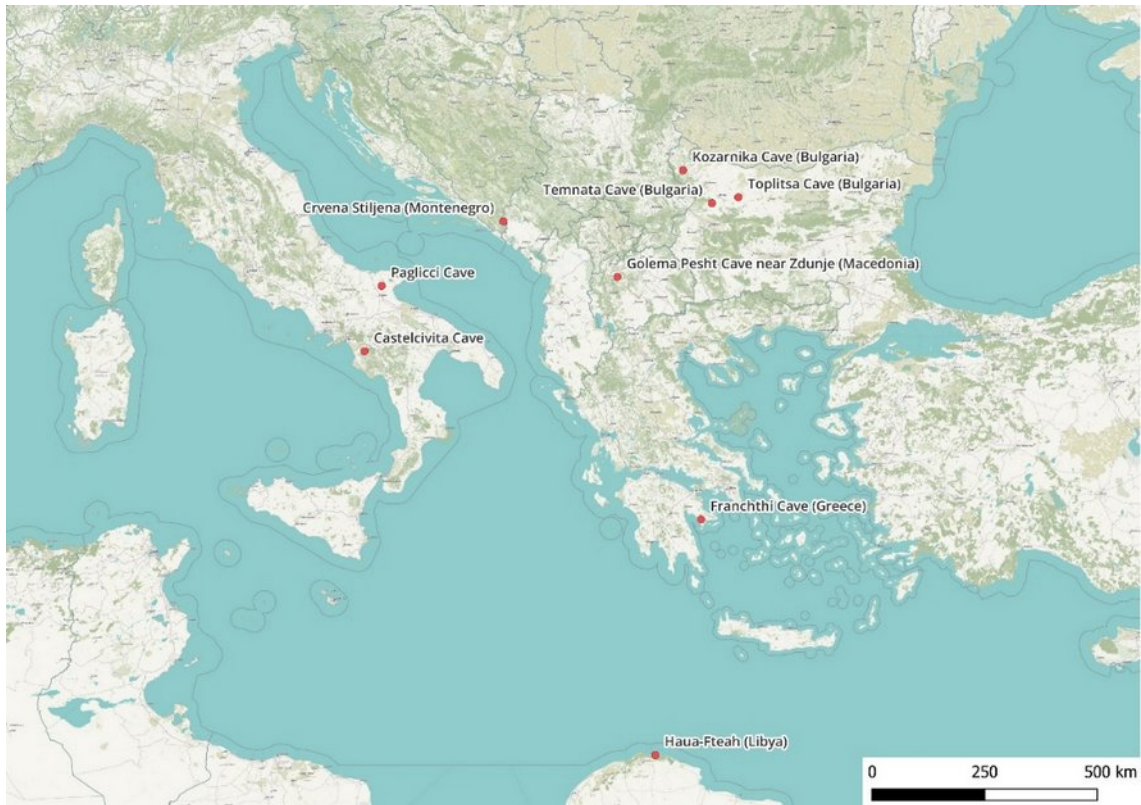 Kozarnika Cave (Bulgaria)
Temnata Cave (Bulgaria)
Toplitsa Cave (Bulgaria)
Crvena Stiljena (Montenegro)
Golema Pesht Cave near Zdunje (Macedonia)
Paglicci Cave
Castelcivita Cave
Franchthi Cave (Greece)
Haua-Fteah (Libya)
0 250 500 km